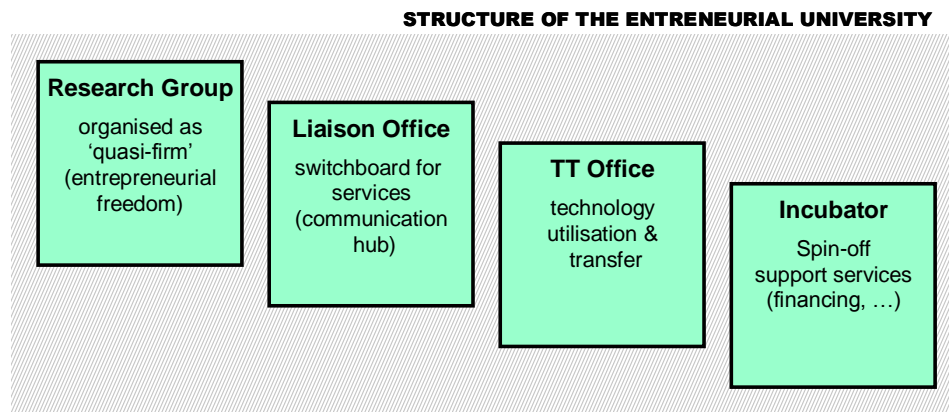 STRUCTURE OF THE ENTRENEURIAL UNIVERSITY
Research Group
organised as
‘quasi-firm’
(entrepreneurial
freedom)
Liaison Office
switchboard for
services
(communication
hub)
TT Office
technology
utilisation &
transfer
Incubator
Spin-off
support services
(financing, …)